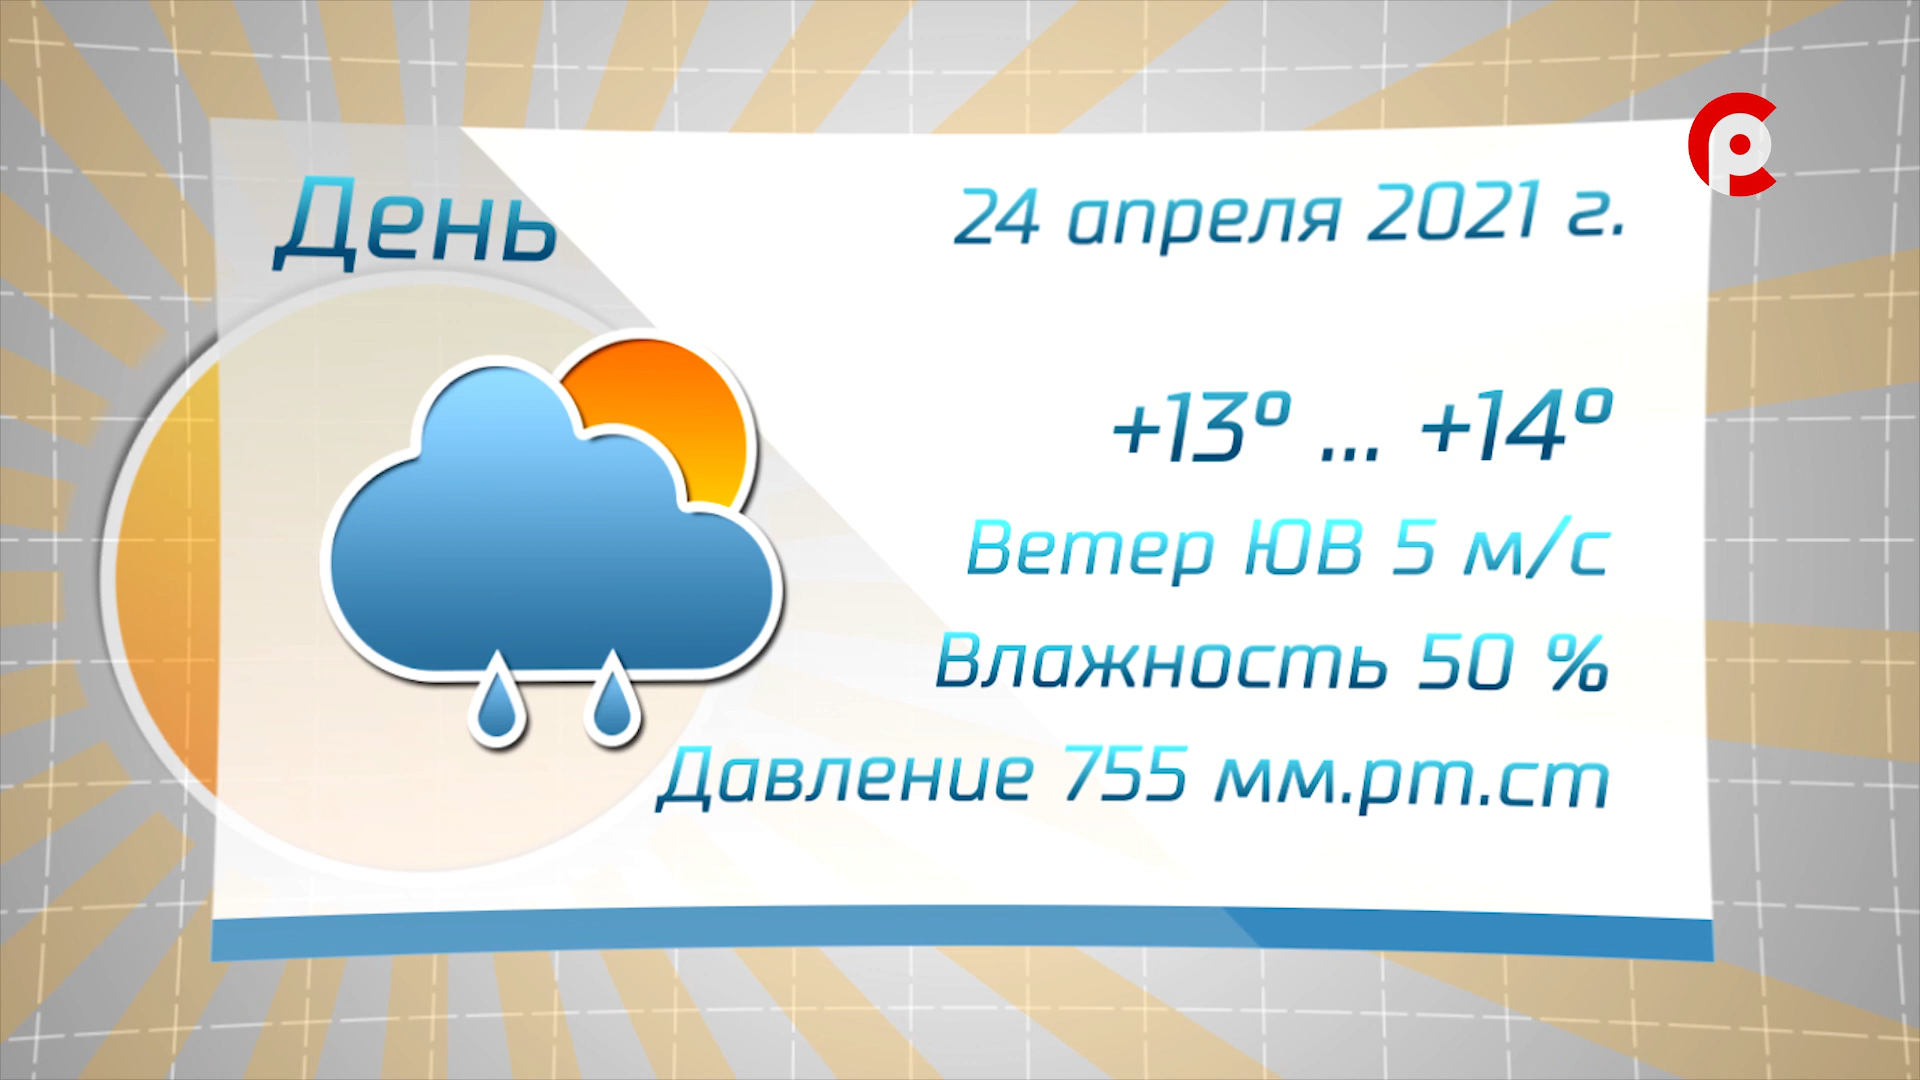 День
24 апреля 2021 г.
+13° ... +14°
Ветер ЮВ 5 м/с
Влажность 50 %
Давление 755 мм.рт.ст